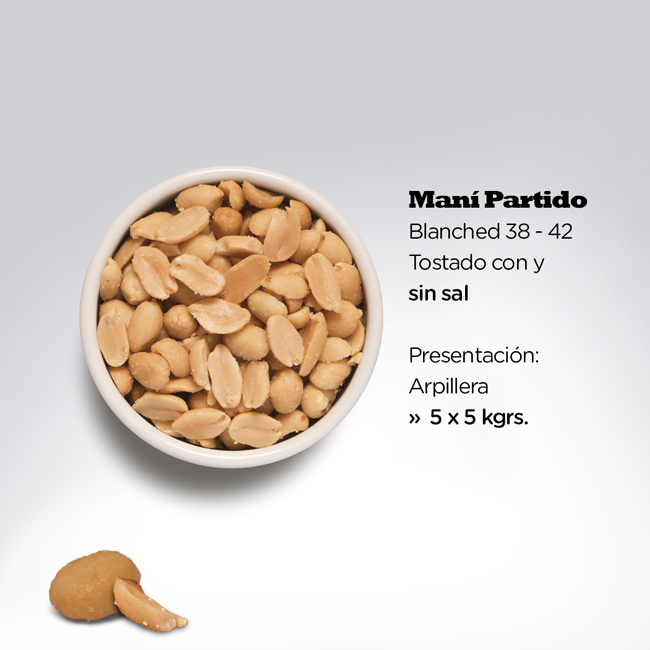 Maní Partido
Blanched 38 - 42
Tostado con y
sin sal
Presentación:
Arpillera
» 5 x 5 kgrs.